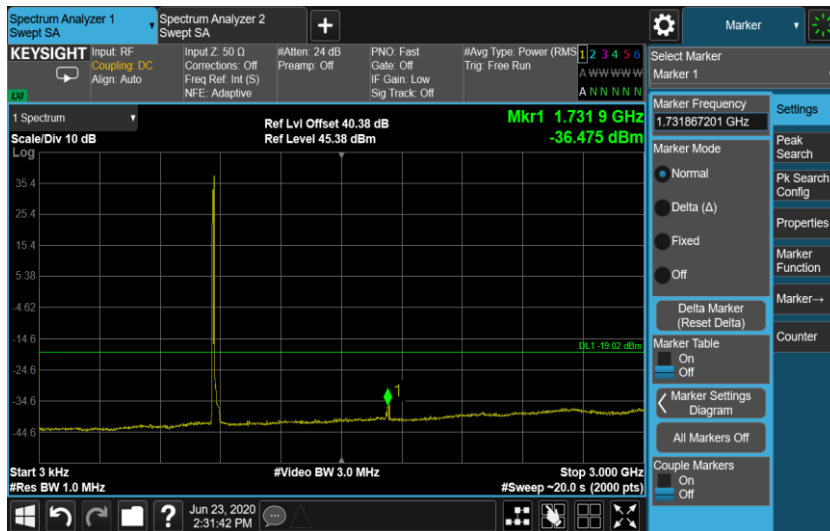 Spectrum Analyzer 1
Swept SA
Spectrum Analyzer 2
Swept SA
Marker
KEYSIGHT
LXI
Input: RF
Coupling: DC
Align: Auto
Input Z: 50 Ω
Corrections: Off
Freq Ref: Int (S)
NFE: Adaptive
#Atten: 24 dB
Preamp: Off
PNO: Fast
Gate: Off
IF Gain: Low
Sig Track: Off
#Avg Type: Power (RMS
Trig: Free Run
1 2 3 4 5 6
A W W W W W
A N N N N N
Select Marker
Marker 1
1 Spectrum
Scale/Div 10 dB
Log
Ref Lvl Offset 40.38 dB
Ref Level 45.38 dBm
Mkr1 1.731 9 GHz
-36.475 dBm
35.4
25.4
15.4
5.38
-4.62
-14.6
-24.6
-34.6
-44.6
DL1 -19.02 dBm
1
Start 3 kHz
#Res BW 1.0 MHz
#Video BW 3.0 MHz
Stop 3.000 GHz
#Sweep ~20.0 s (2000 pts)
Marker Frequency
1.731867201 GHz
Marker Mode
Normal
Delta (Δ)
Fixed
Off
Delta Marker
(Reset Delta)
Marker Table
On
Off
Marker Settings
Diagram
All Markers Off
Couple Markers
On
Off
Settings
Peak
Search
Pk Search
Config
Properties
Marker
Function
Marker→
Counter
?
Jun 23, 2020
2:31:42 PM